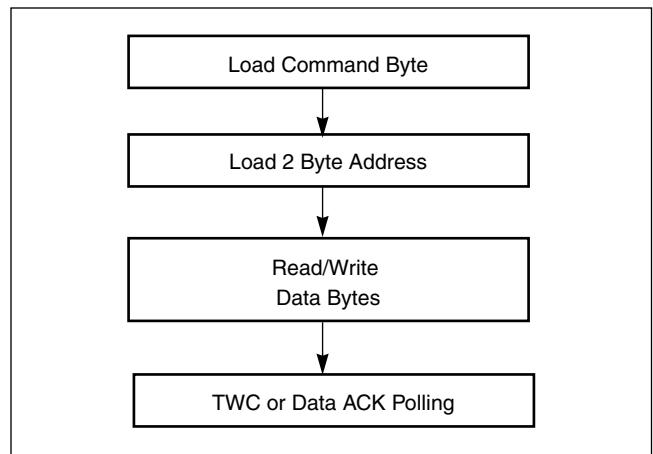 Load Command Byte
Load 2 Byte Address
Read/Write
Data Bytes
TWC or Data ACK Polling